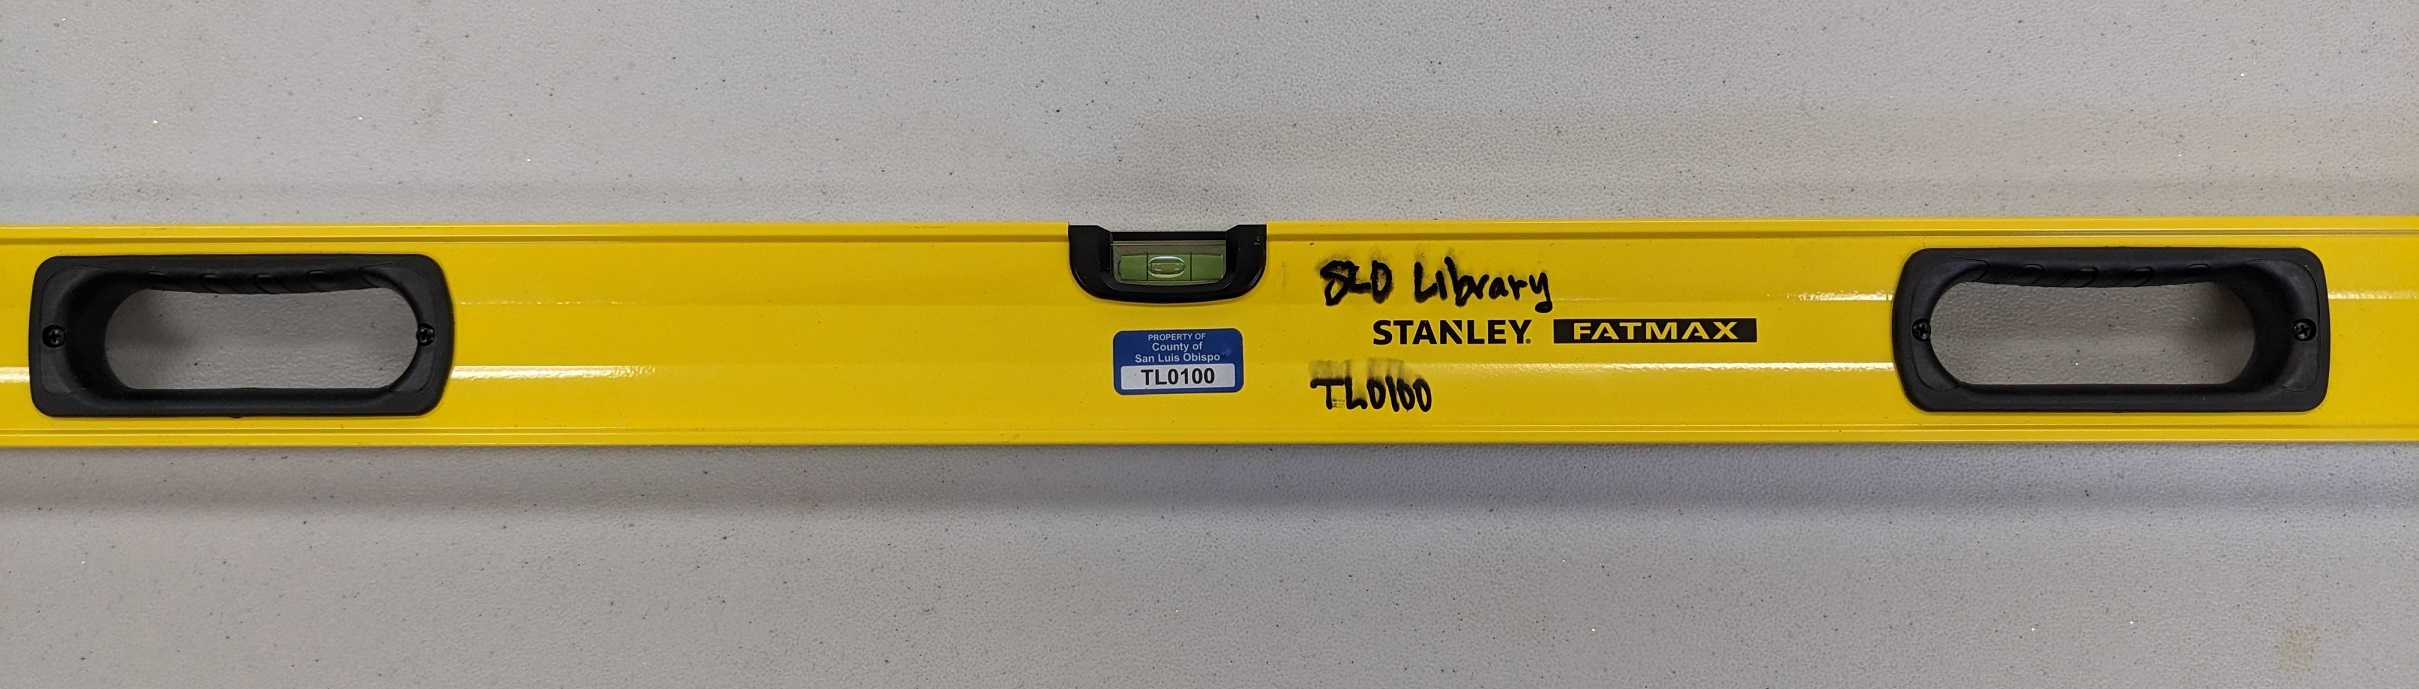 SLO Library
STANLEY. FATMAX
PROPERTY OF
County of
San Luis Obispo
TL0100
TL0100